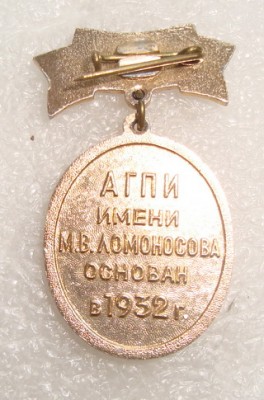 АГПИ
ИМЕНИ
М.В.ЛОМОНОСОВА
ОСНОВАН
в 1932 г.